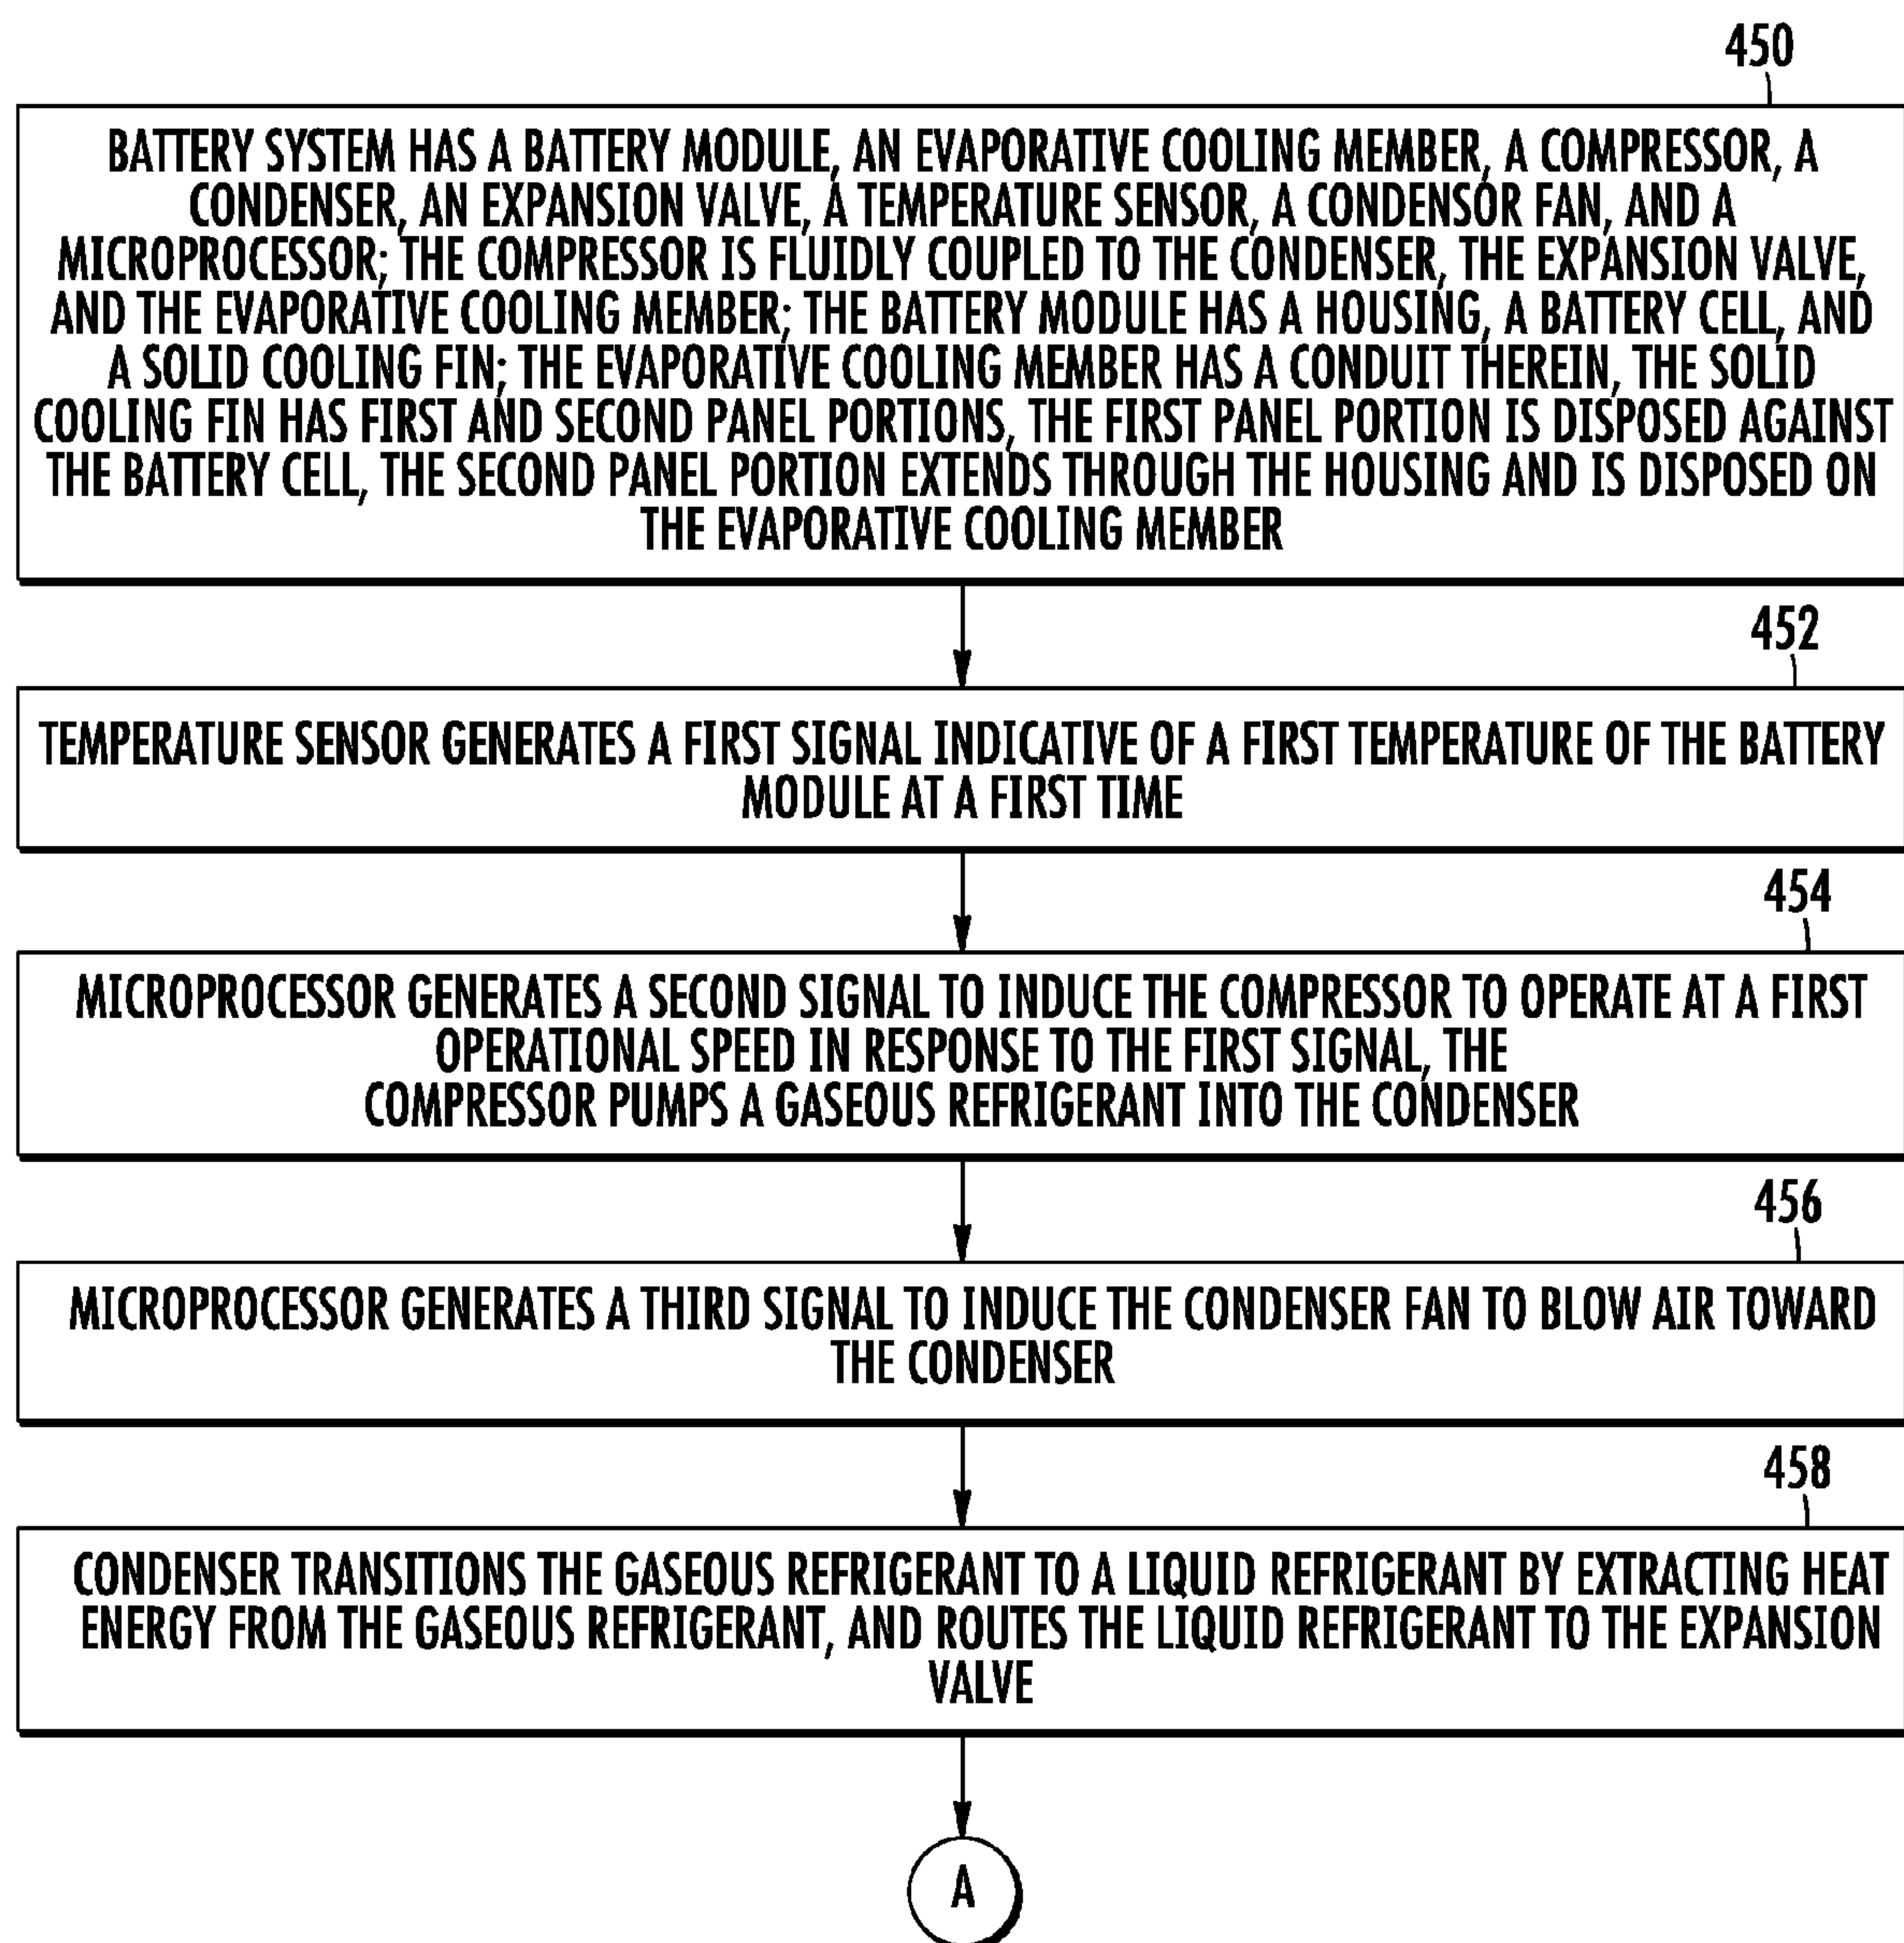 450
BATTERY SYSTEM HAS A BATTERY MODULE, AN EVAPORATIVE COOLING MEMBER, A COMPRESSOR, A
CONDENSER, AN EXPANSION VALVE, A TEMPERATURE SENSOR, A CONDENSOR FAN, AND A
MICROPROCESSOR; THE COMPRESSOR IS FLUIDLY COUPLED TO THE CONDENSER, THE EXPANSION VALVE,
AND THE EVAPORATIVE COOLING MEMBER; THE BATTERY MODULE HAS A HOUSING, A BATTERY CELL, AND
A SOLID COOLING FIN; THE EVAPORATIVE COOLING MEMBER HAS A CONDUIT THEREIN, THE SOLID
COOLING FIN HAS FIRST AND SECOND PANEL PORTIONS, THE FIRST PANEL PORTION IS DISPOSED AGAINST
THE BATTERY CELL, THE SECOND PANEL PORTION EXTENDS THROUGH THE HOUSING AND IS DISPOSED ON
THE EVAPORATIVE COOLING MEMBER
452
TEMPERATURE SENSOR GENERATES A FIRST SIGNAL INDICATIVE OF A FIRST TEMPERATURE OF THE BATTERY
MODULE AT A FIRST TIME
454
MICROPROCESSOR GENERATES A SECOND SIGNAL TO INDUCE THE COMPRESSOR TO OPERATE AT A FIRST
OPERATIONAL SPEED IN RESPONSE TO THE FIRST SIGNAL, THE
COMPRESSOR PUMPS A GASEOUS REFRIGERANT INTO THE CONDENSER
456
MICROPROCESSOR GENERATES A THIRD SIGNAL TO INDUCE THE CONDENSER FAN TO BLOW AIR TOWARD
THE CONDENSER
458
CONDENSER TRANSITIONS THE GASEOUS REFRIGERANT TO A LIQUID REFRIGERANT BY EXTRACTING HEAT
ENERGY FROM THE GASEOUS REFRIGERANT, AND ROUTES THE LIQUID REFRIGERANT TO THE EXPANSION
VALVE
A